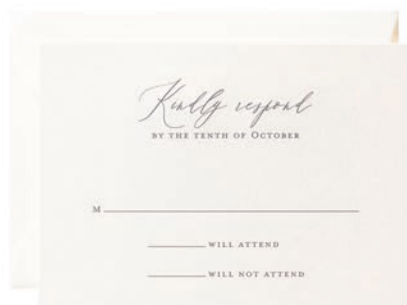 Kindly respond
BY THE TENTH OF OCTOBER
M
WILL ATTEND
WILL NOT ATTEND